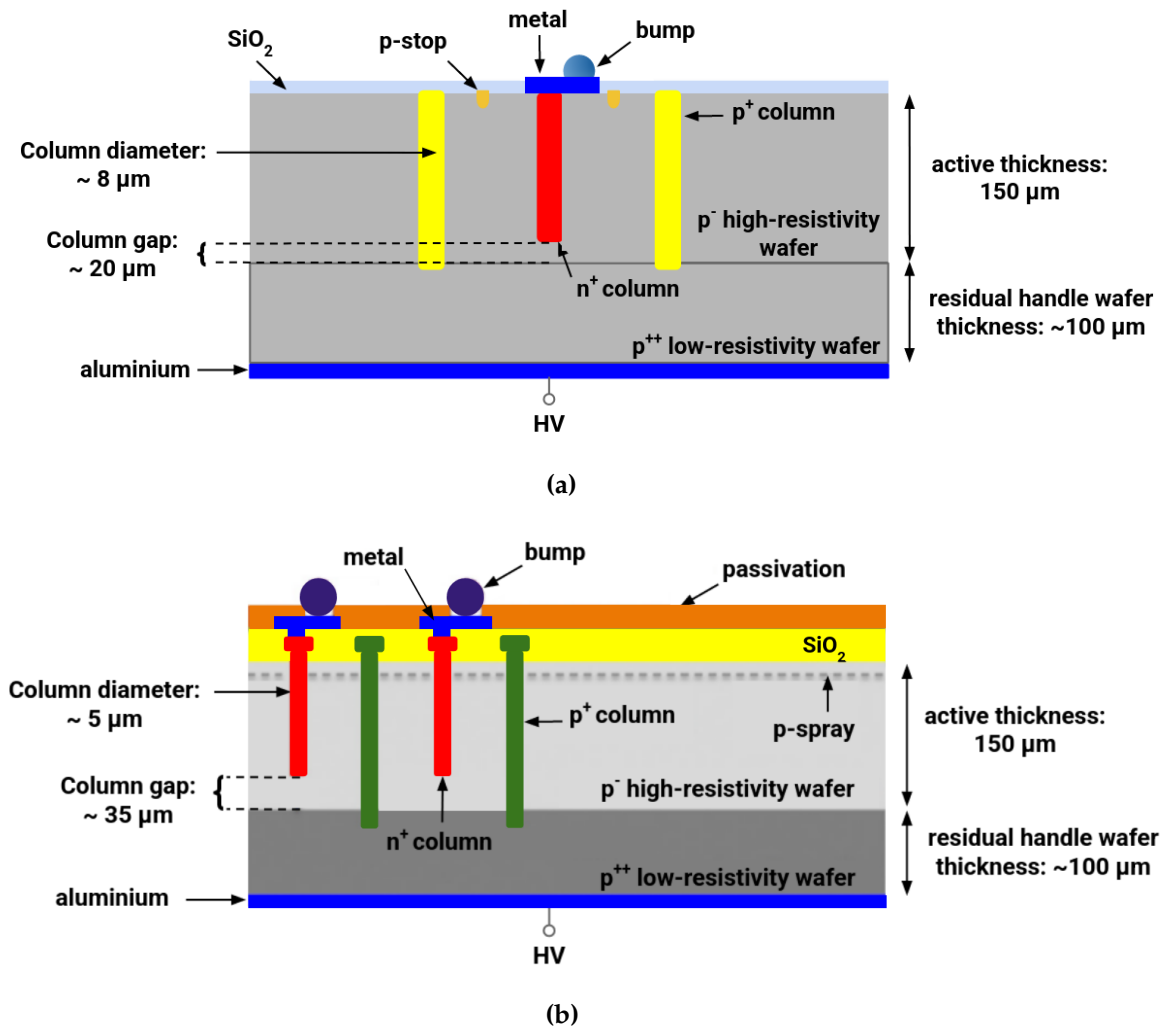 metal
bump
SiO2
p-stop
p+ column
Column diameter:
~ 8 μm
active thickness:
150 μm
p- high-resistivity
wafer
Column gap:
~ 20 μm
n+ column
residual handle wafer
thickness: ~100 μm
p++ low-resistivity wafer
aluminium
HV
(a)
metal
bump
passivation
SiO2
Column diameter:
~ 5 μm
p+ column
p-spray
active thickness:
150 μm
Column gap:
~ 35 μm
p- high-resistivity wafer
n+ column
residual handle wafer
thickness: ~100 μm
p++ low-resistivity wafer
aluminium
HV
(b)